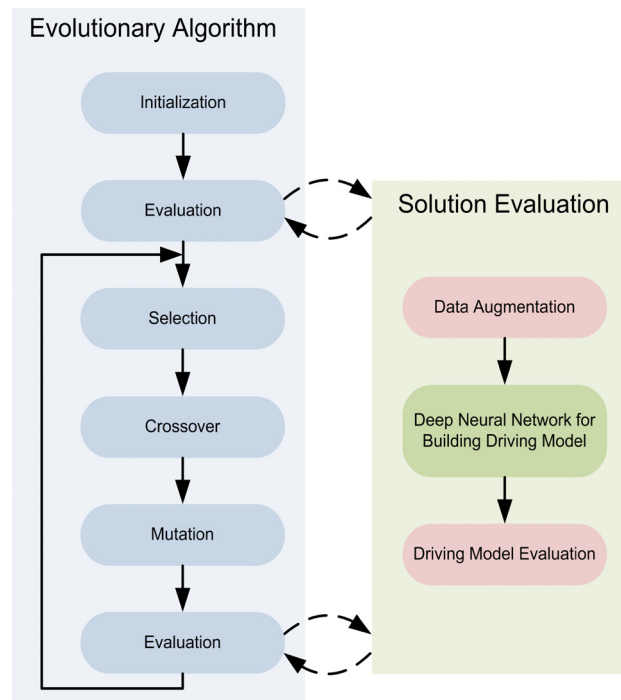 Evolutionary Algorithm
Initialization
Evaluation
Selection
Crossover
Mutation
Evaluation
Solution Evaluation
Data Augmentation
Deep Neural Network for
Building Driving Model
Driving Model Evaluation